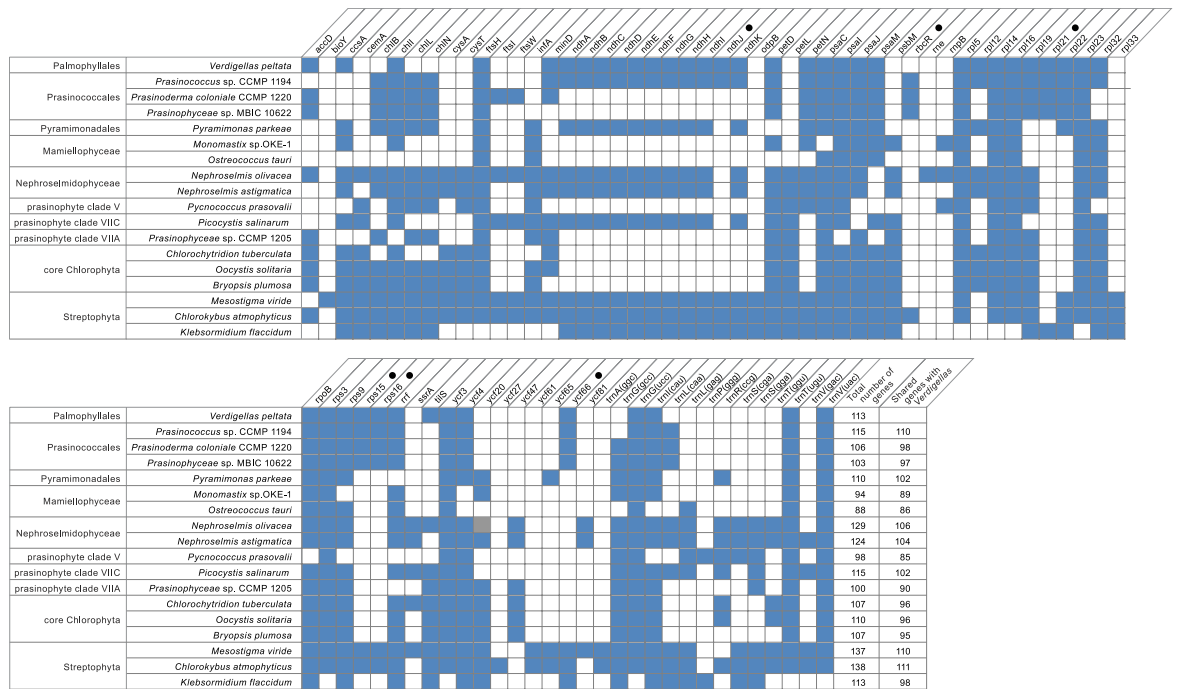 accD bioY ccsA cemA chlB chlI chlL chlN cysA cysT ftsH ftsI ftsW infA minD ndhA ndhB ndhC ndhD ndhE ndhF ndhG ndhH ndhI ndhJ ndhK odpB petD petL petN psaC psaI psaJ psaM psbM rbcR rne rnpB rpl5 rpl12 rpl14 rpl16 rpl19 rpl21 rpl22 rpl23 rpl32 rpl33
Palmophyllales Verdigellas peltata
Prasinococcus sp. CCMP 1194
Prasinococcales Prasinoderma coloniale CCMP 1220
Prasinophyceae sp. MBIC 10622
Pyramimonadales Pyramimonas parkeae
Mamiellophyceae Monomastix sp.OKE-1
Ostreococcus tauri
Nephroselmidophyceae Nephroselmis olivacea
Nephroselmis astigmatica
prasinophyte clade V Pycnococcus prasovalii
prasinophyte clade VIIC Picocystis salinarum
prasinophyte clade VIIA Prasinophyceae sp. CCMP 1205
Chlorochytridion tuberculata
core Chlorophyta Oocystis solitaria
Bryopsis plumosa
Mesostigma viride
Streptophyta Chlorokybus atmophyticus
Klebsormidium flaccidum
rpoB rps3 rps9 rps15 rps16 rrf ssrA tilS ycf3 ycf4 ycf20 ycf27 ycf47 ycf61 ycf65 ycf66 ycf81 trnA(ggc) trnG(gcc) trnG(ucc) trnI(cau) trnL(caa) trnL(gag) trnP(ggg) trnR(ccg) trnS(cga) trnS(gga) trnT(ggu) trnT(ugu) trnV(gac) trnV(uac) Total number of genes Shared genes with Verdigellas
Palmophyllales Verdigellas peltata 113
Prasinococcus sp. CCMP 1194 115 110
Prasinococcales Prasinoderma coloniale CCMP 1220 106 98
Prasinophyceae sp. MBIC 10622 103 97
Pyramimonadales Pyramimonas parkeae 110 102
Mamiellophyceae Monomastix sp.OKE-1 94 89
Ostreococcus tauri 88 86
Nephroselmidophyceae Nephroselmis olivacea 129 106
Nephroselmis astigmatica 124 104
prasinophyte clade V Pycnococcus prasovalii 98 85
prasinophyte clade VIIC Picocystis salinarum 115 102
prasinophyte clade VIIA Prasinophyceae sp. CCMP 1205 100 90
Chlorochytridion tuberculata 107 96
core Chlorophyta Oocystis solitaria 110 96
Bryopsis plumosa 107 95
Mesostigma viride 137 110
Streptophyta Chlorokybus atmophyticus 138 111
Klebsormidium flaccidum 113 98